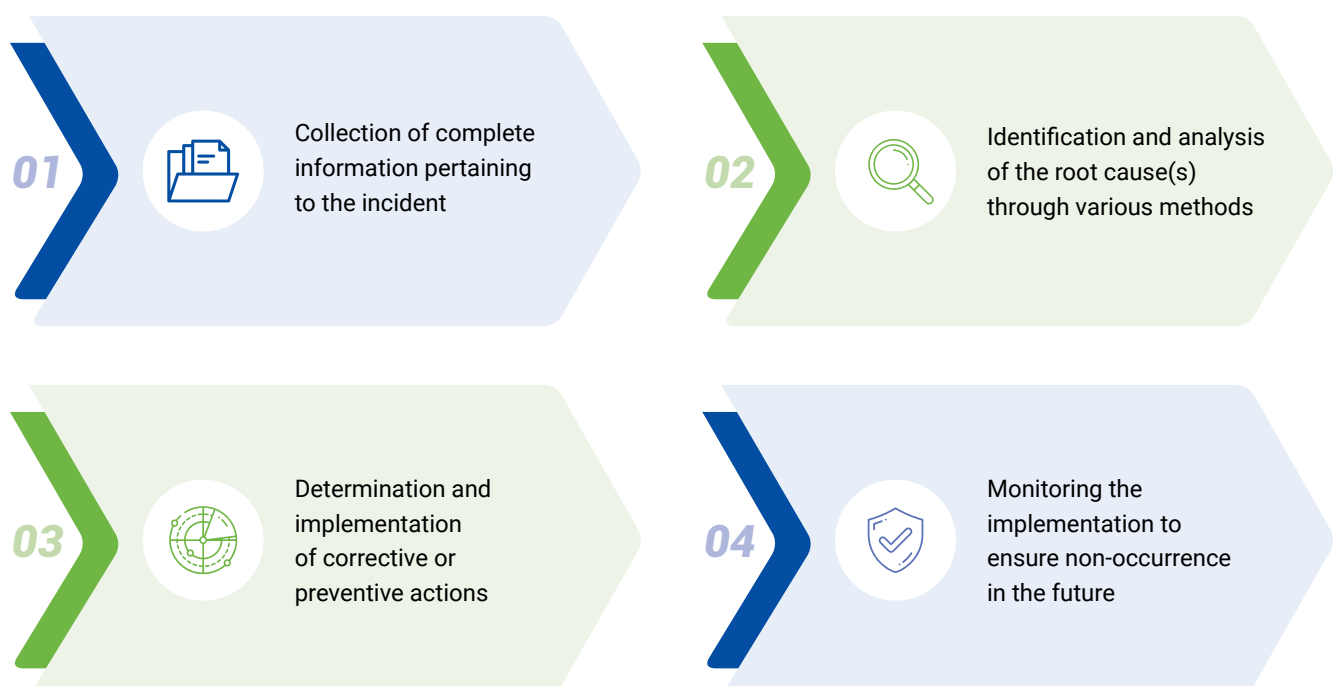 01
Collection of complete
information pertaining
to the incident
02
Identification and analysis
of the root cause(s)
through various methods
03
Determination and
implementation
of corrective or
preventive actions
04
Monitoring the
implementation to
ensure non-occurrence
in the future